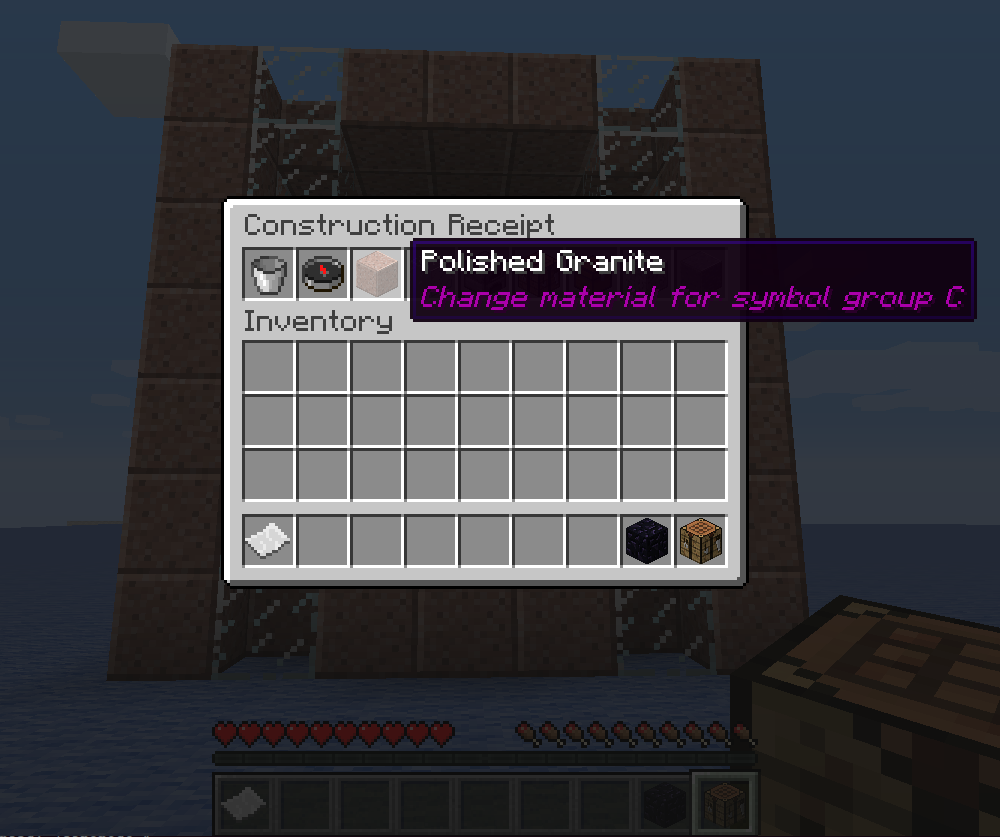 Construction Receipt
Polished Granite
Change material for symbol group C
Inventory